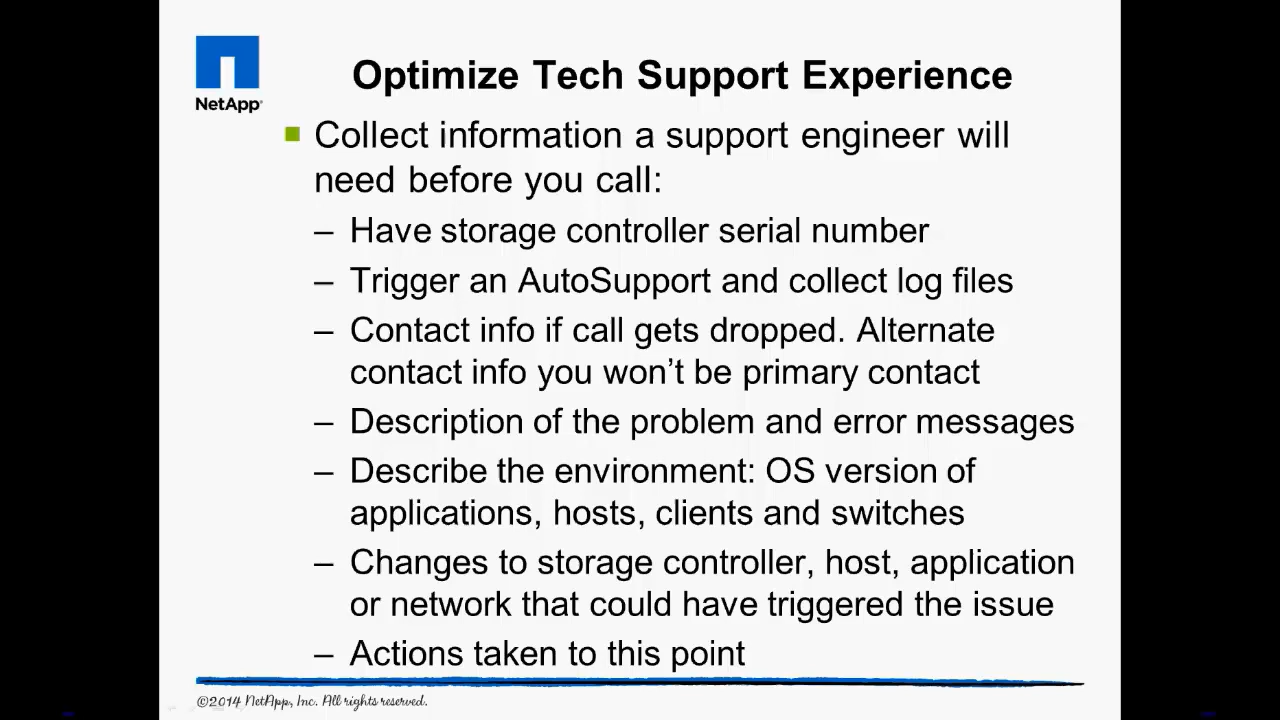 NetApp®
Optimize Tech Support Experience
Collect information a support engineer will
need before you call:
– Have storage controller serial number
– Trigger an AutoSupport and collect log files
– Contact info if call gets dropped. Alternate
contact info you won’t be primary contact
– Description of the problem and error messages
– Describe the environment: OS version of
applications, hosts, clients and switches
– Changes to storage controller, host, application
or network that could have triggered the issue
– Actions taken to this point
©2014 NetApp, Inc. All rights reserved.